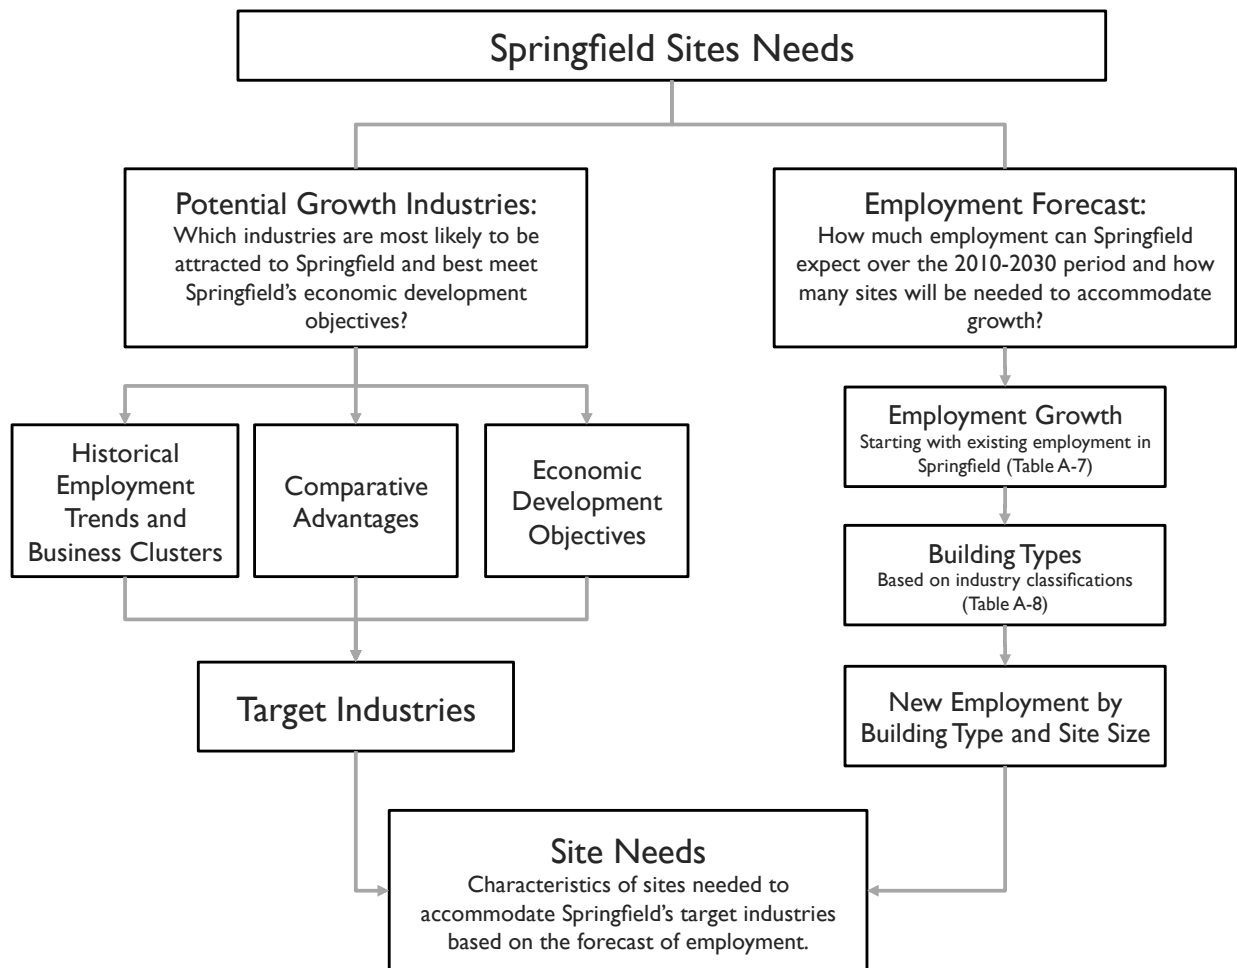 Springfield Sites Needs
Potential Growth Industries:
Which industries are most likely to be
attracted to Springfield and best meet
Springfield’s economic development
objectives?
Employment Forecast:
How much employment can Springfield
expect over the 2010-2030 period and how
many sites will be needed to accommodate
growth?
Historical
Employment
Trends and
Business Clusters
Comparative
Advantages
Economic
Development
Objectives
Employment Growth
Starting with existing employment in
Springfield (Table A-7)
Building Types
Based on industry classifications
(Table A-8)
Target Industries
New Employment by
Building Type and Site Size
Site Needs
Characteristics of sites needed to
accommodate Springfield’s target industries
based on the forecast of employment.